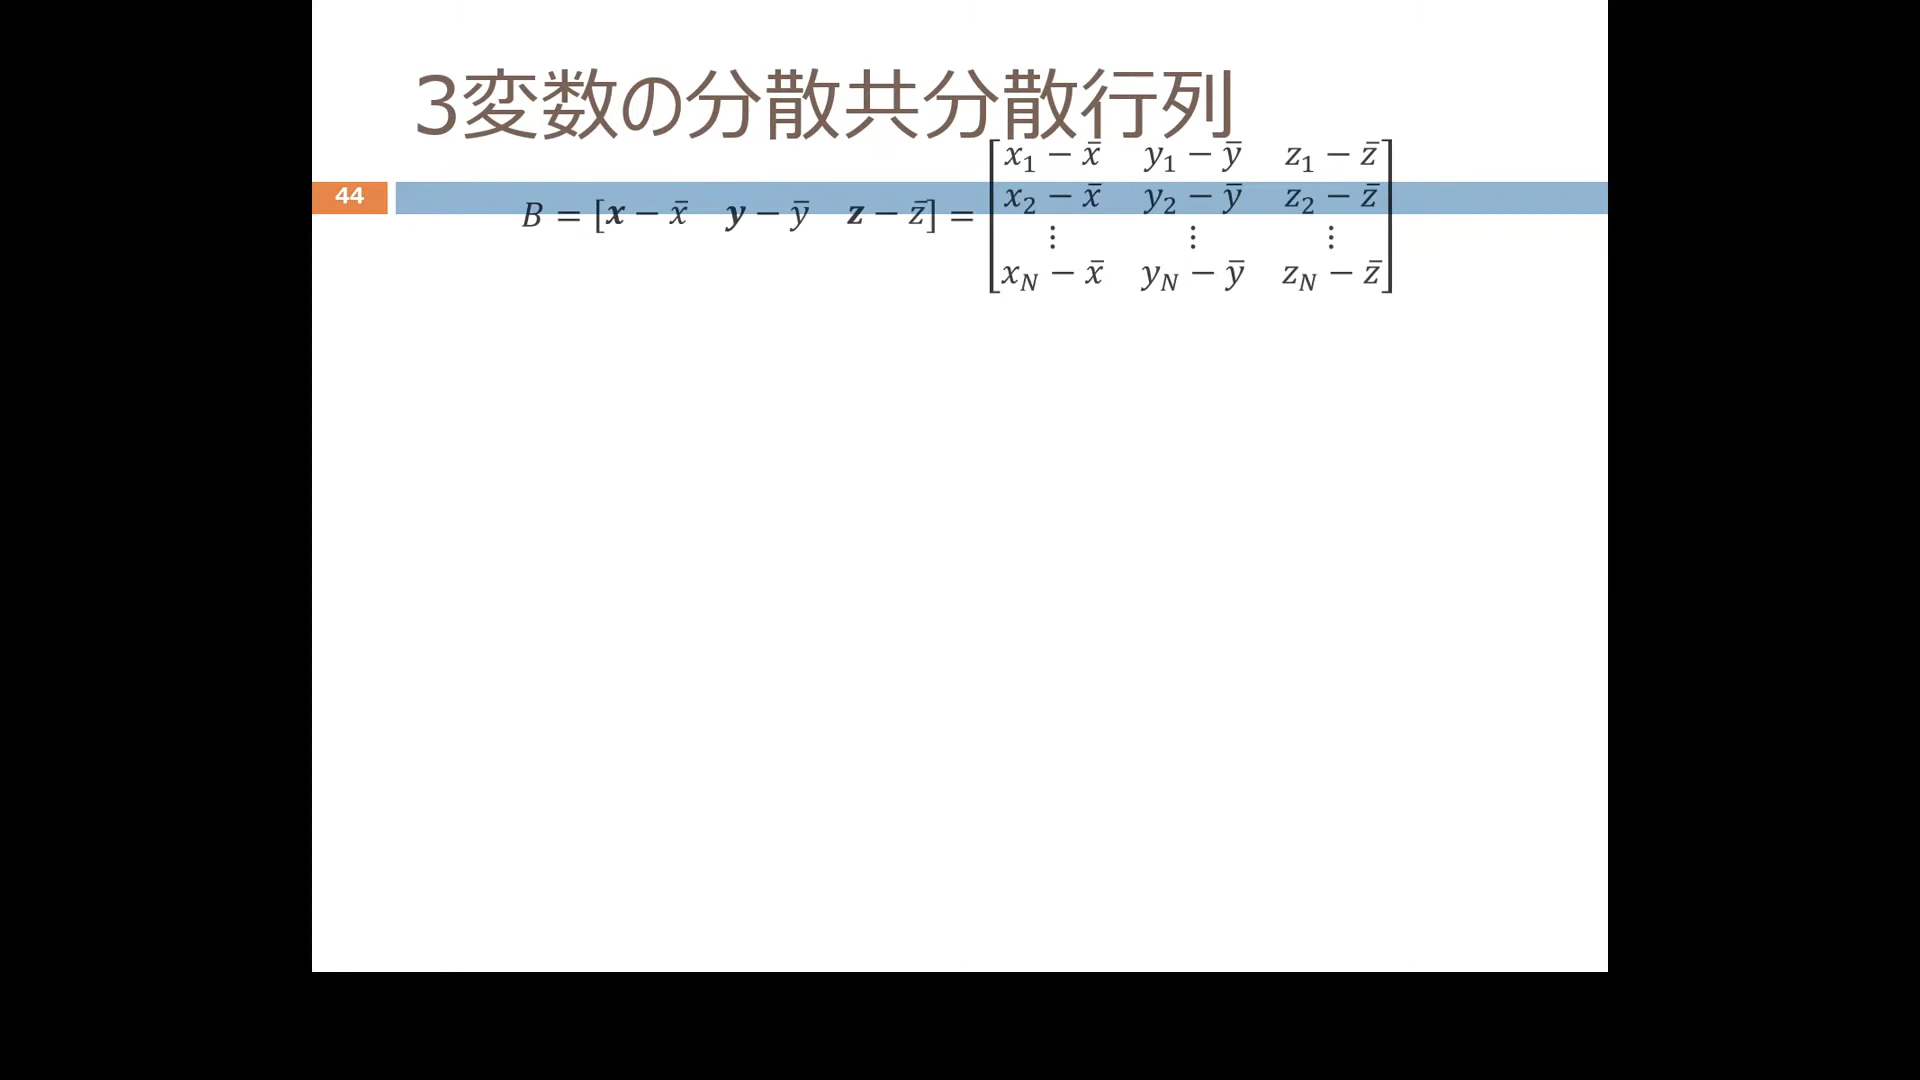 3変数の分散共分散行列
44
B = [x − x̄ y − ȳ z − z̄] =
x₁ − x̄ y₁ − ȳ z₁ − z̄
x₂ − x̄ y₂ − ȳ z₂ − z̄
⋮ ⋮ ⋮
x_N − x̄ y_N − ȳ z_N − z̄